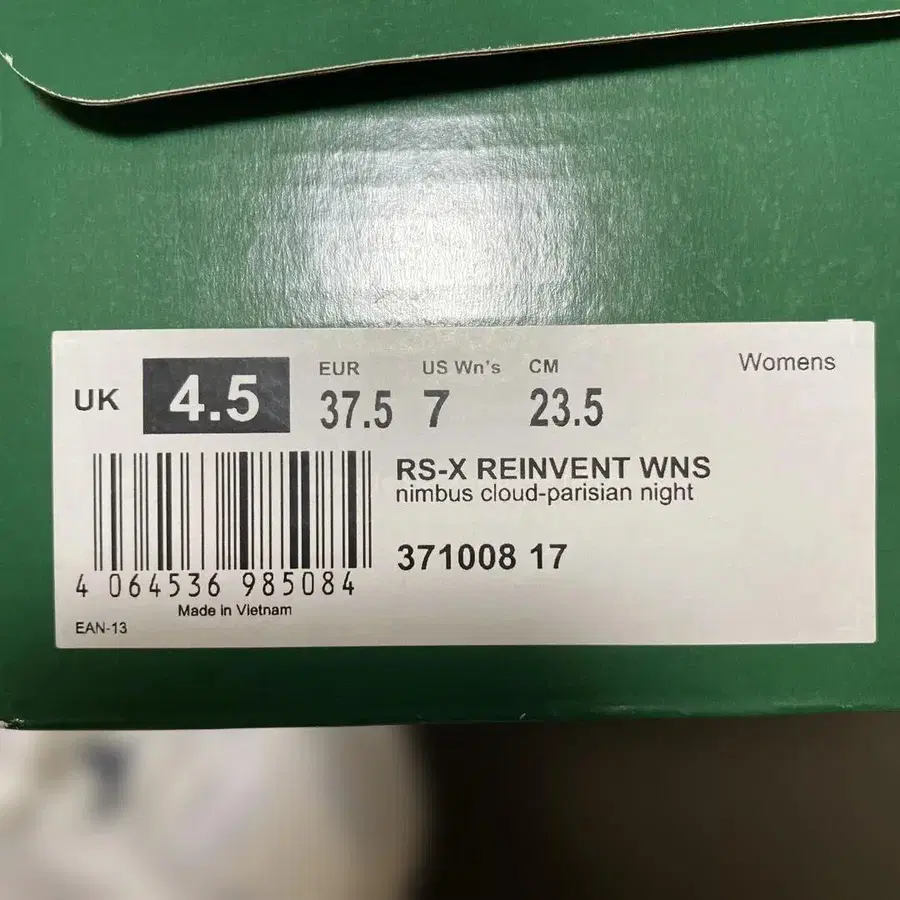 UK 4.5 EUR 37.5 US Wn's 7 CM 23.5 Womens
RS-X REINVENT WNS
nimbus cloud-parisian night
371008 17
4 064536 985084
Made in Vietnam
EAN-13